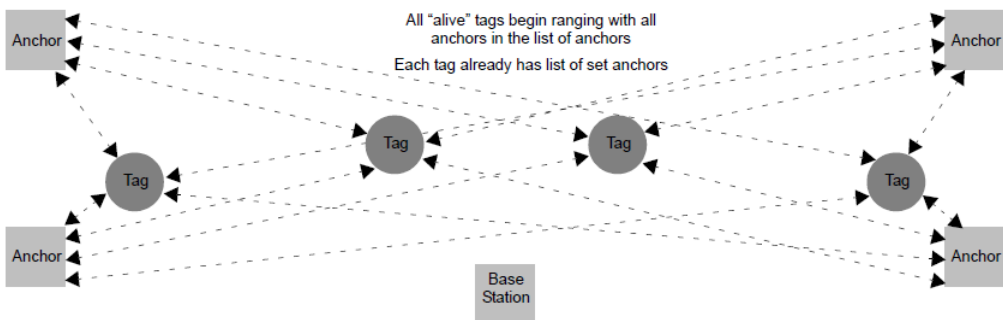 All “alive” tags begin ranging with all
anchors in the list of anchors
Each tag already has list of set anchors
Anchor
Anchor
Tag
Tag
Tag
Tag
Anchor
Anchor
Base
Station